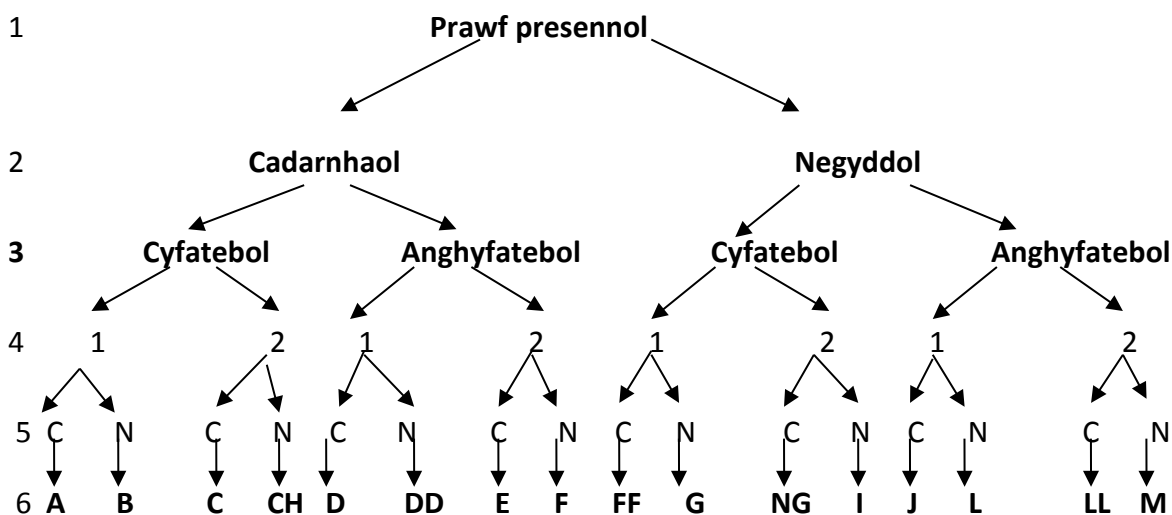 1 Prawf presennol
2 Cadarnhaol Negyddol
3 Cyfatebol Anghyfatebol Cyfatebol Anghyfatebol
4 1 2 1 2 1 2 1 2
5 C N C N C N C N C N C N C N C N
6 A B C CH D DD E F FF G NG I J L LL M